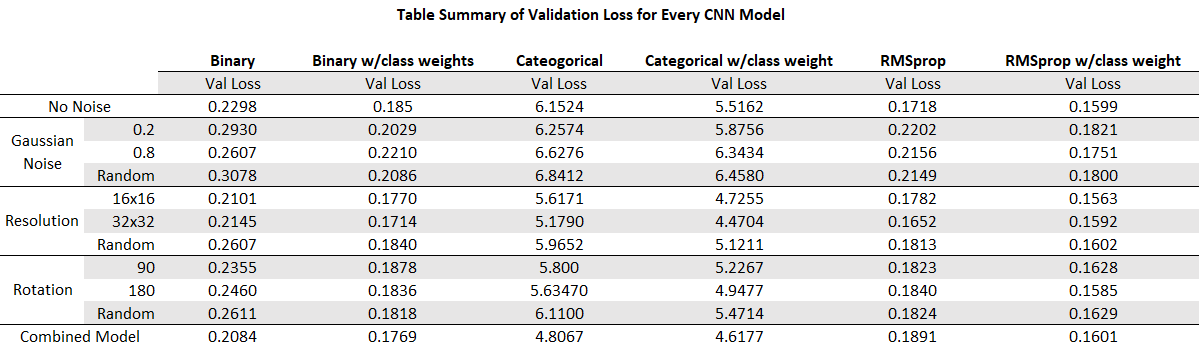 Table Summary of Validation Loss for Every CNN Model
Binary Binary w/class weights Cateogorical Categorical w/class weight RMSprop RMSprop w/class weight
Val Loss Val Loss Val Loss Val Loss Val Loss Val Loss
No Noise 0.2298 0.185 6.1524 5.5162 0.1718 0.1599
Gaussian Noise 0.2 0.2930 0.2029 6.2574 5.8756 0.2202 0.1821
0.8 0.2607 0.2210 6.6276 6.3434 0.2156 0.1751
Random 0.3078 0.2086 6.8412 6.4580 0.2149 0.1800
Resolution 16x16 0.2101 0.1770 5.6171 4.7255 0.1782 0.1563
32x32 0.2145 0.1714 5.1790 4.4704 0.1652 0.1592
Random 0.2607 0.1840 5.9652 5.1211 0.1813 0.1602
Rotation 90 0.2355 0.1878 5.800 5.2267 0.1823 0.1628
180 0.2460 0.1836 5.63470 4.9477 0.1840 0.1585
Random 0.2611 0.1818 6.1100 5.4714 0.1824 0.1629
Combined Model 0.2084 0.1769 4.8067 4.6177 0.1891 0.1601